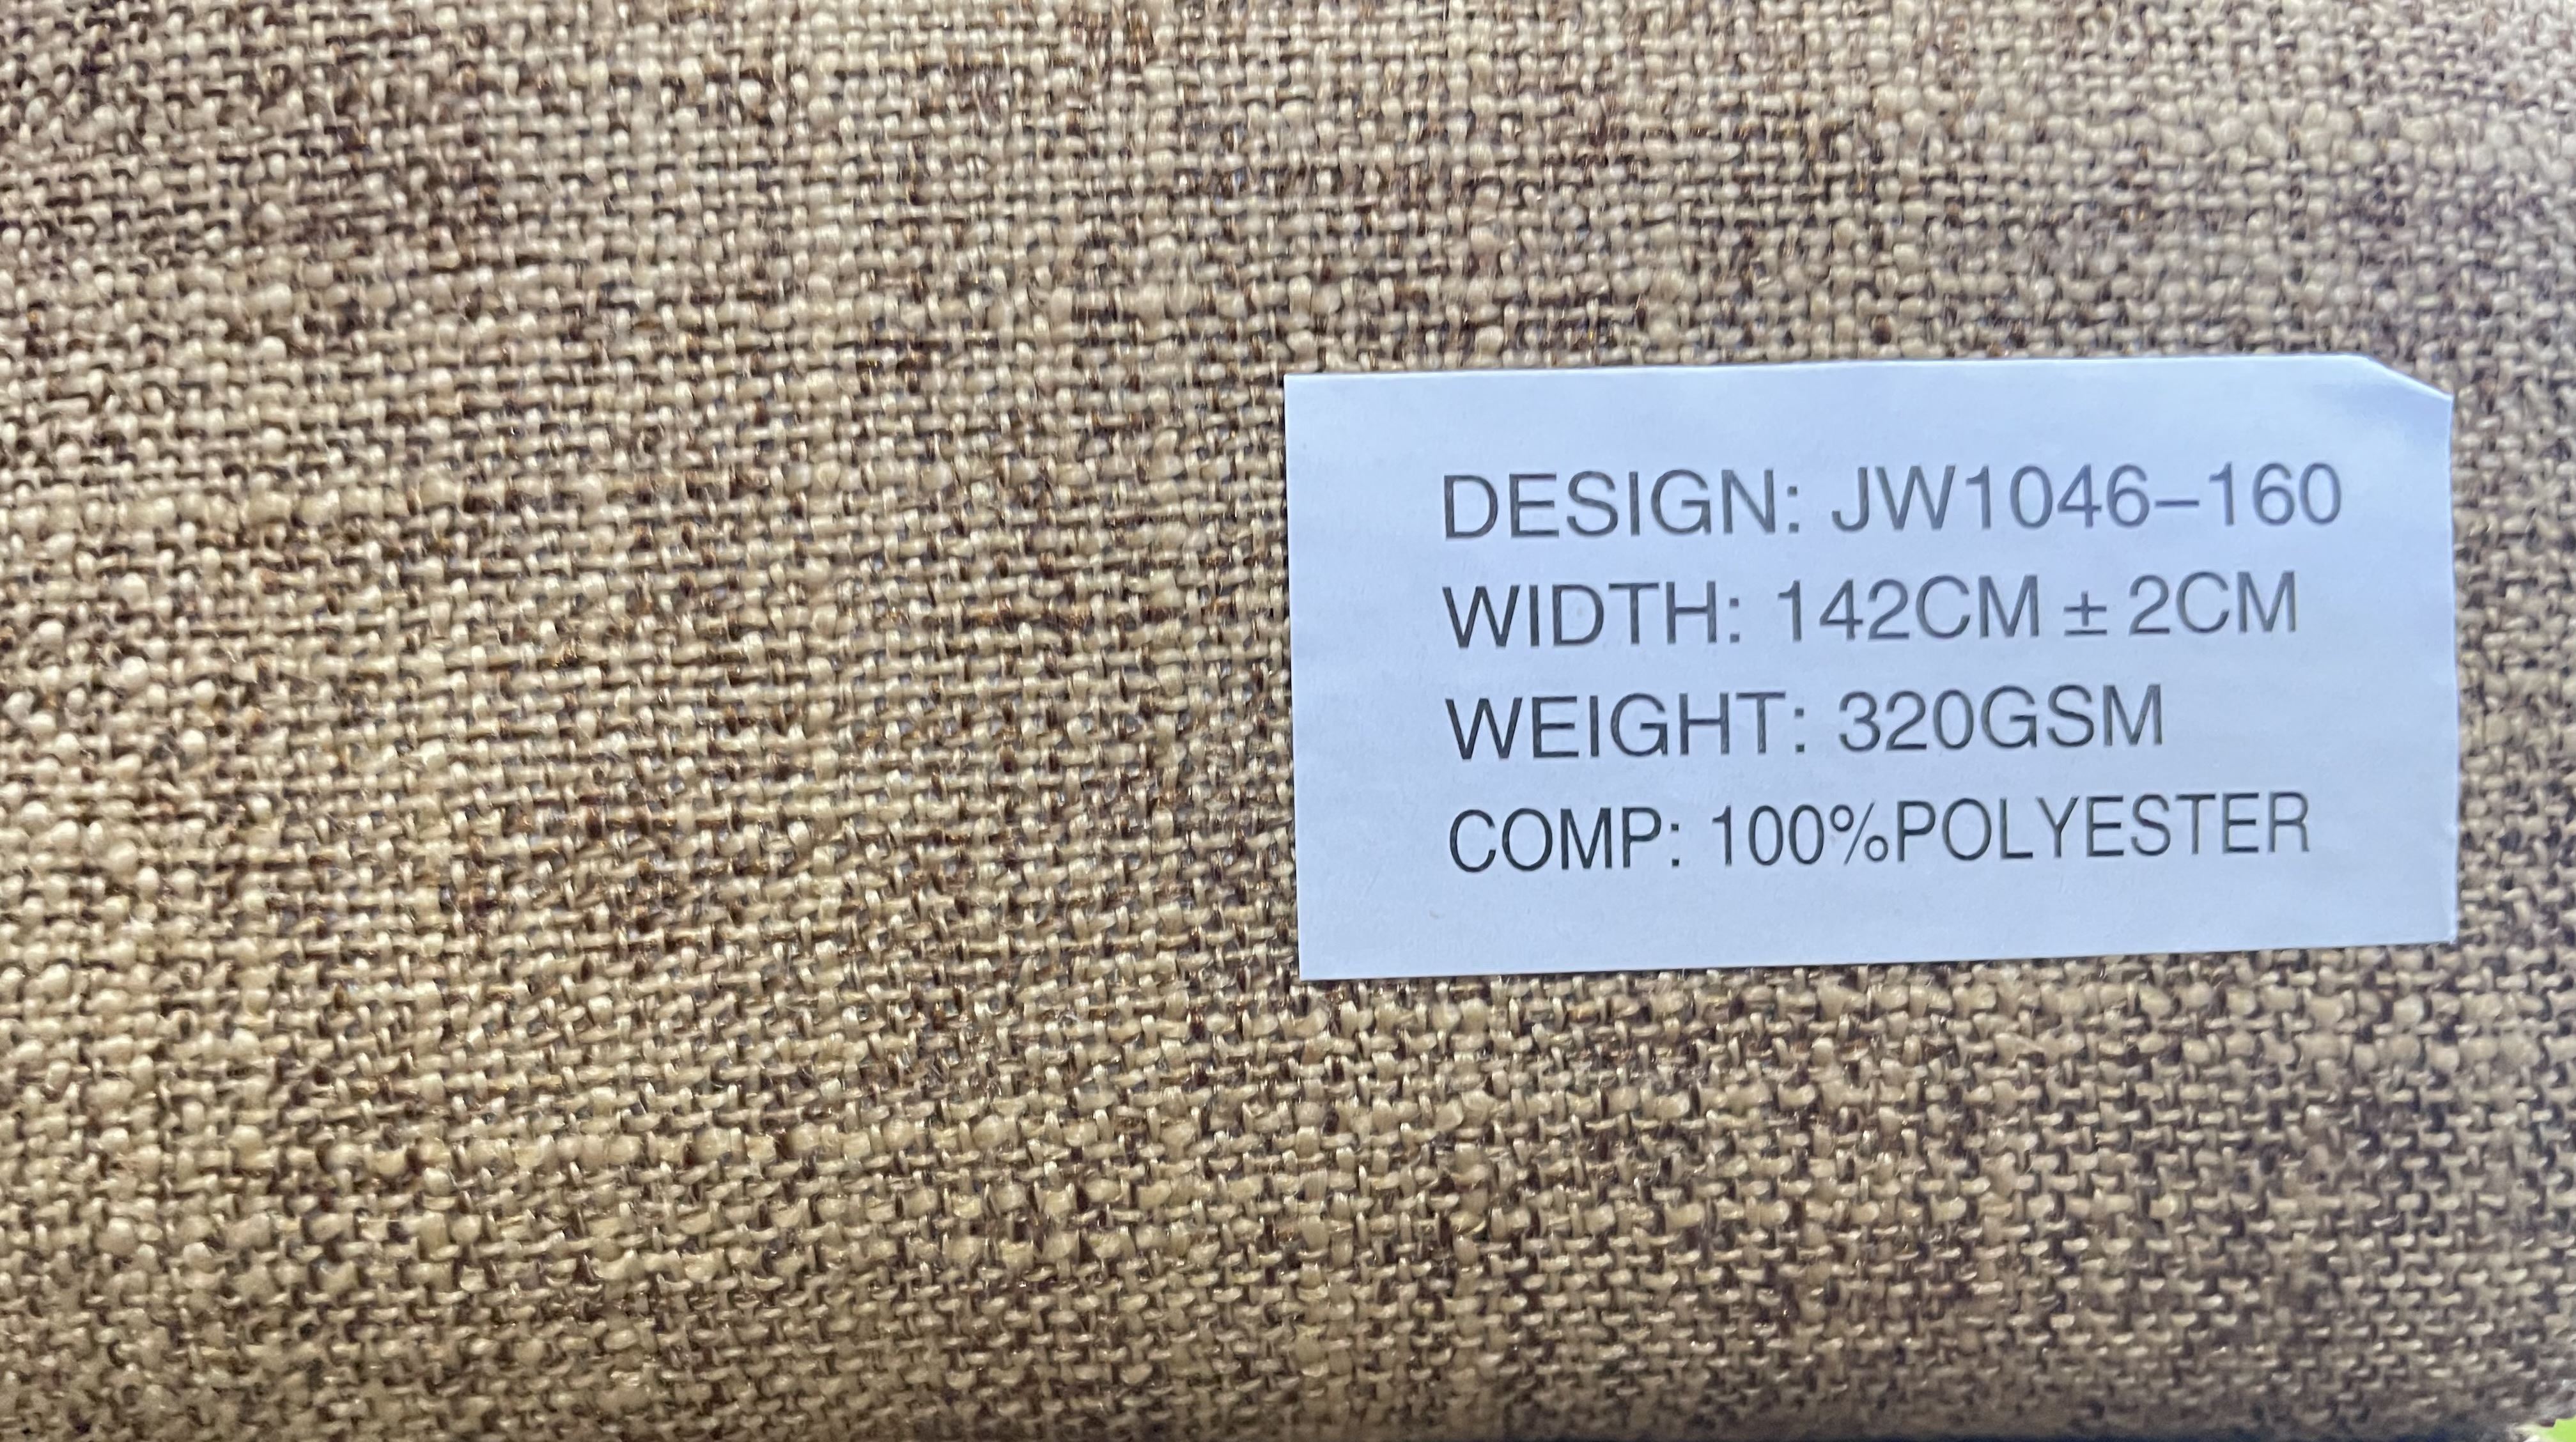 DESIGN: JW1046-160
WIDTH: 142CM ± 2CM
WEIGHT: 320GSM
COMP: 100%POLYESTER